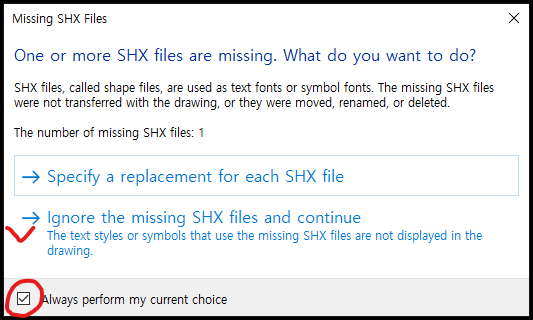 Missing SHX Files
One or more SHX files are missing. What do you want to do?
SHX files, called shape files, are used as text fonts or symbol fonts. The missing SHX files
were not transferred with the drawing, or they were moved, renamed, or deleted.
The number of missing SHX files: 1
Specify a replacement for each SHX file
Ignore the missing SHX files and continue
The text styles or symbols that use the missing SHX files are not displayed in the
drawing.
Always perform my current choice